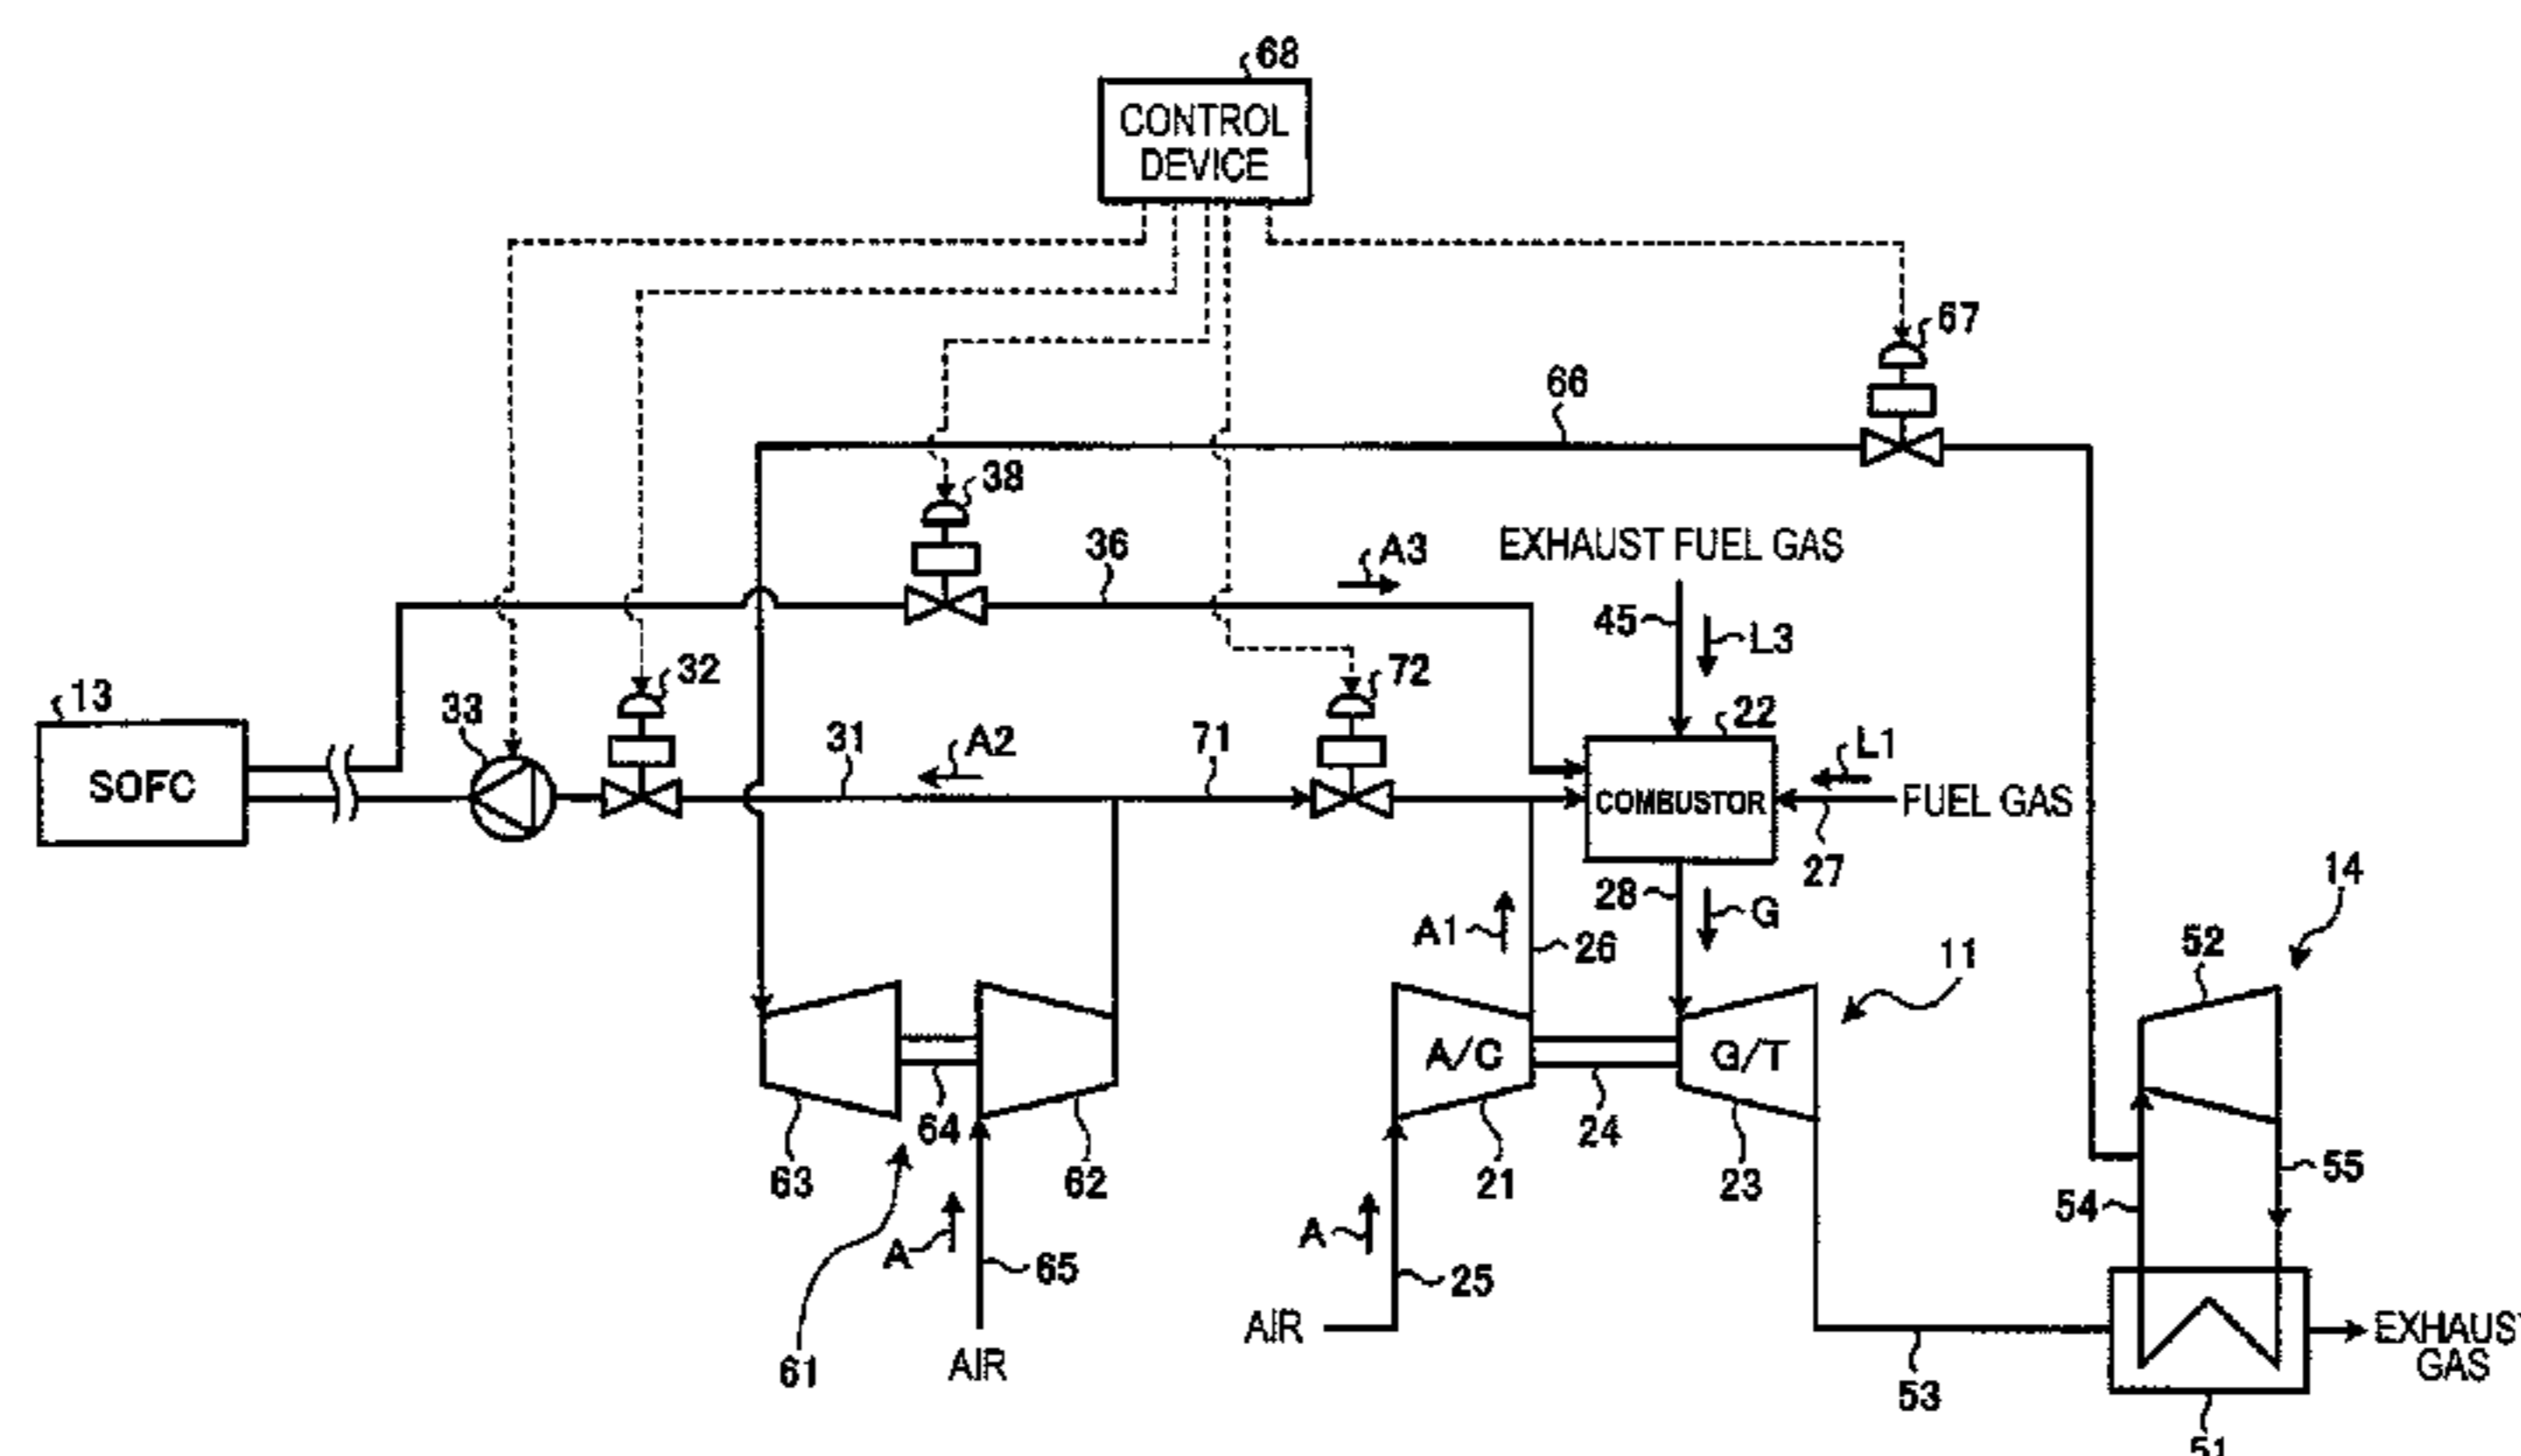 68
CONTROL
DEVICE
67
66
38
36
A3
EXHAUST FUEL GAS
45
L3
13
33
32
72
22
SOFC
31
A2
71
L1
COMBUSTOR
FUEL GAS
27
28
G
14
A1
26
11
52
A/C
G/T
64
24
63
62
21
23
55
54
A
65
A
25
61
AIR
AIR
53
EXHAUST
GAS
51